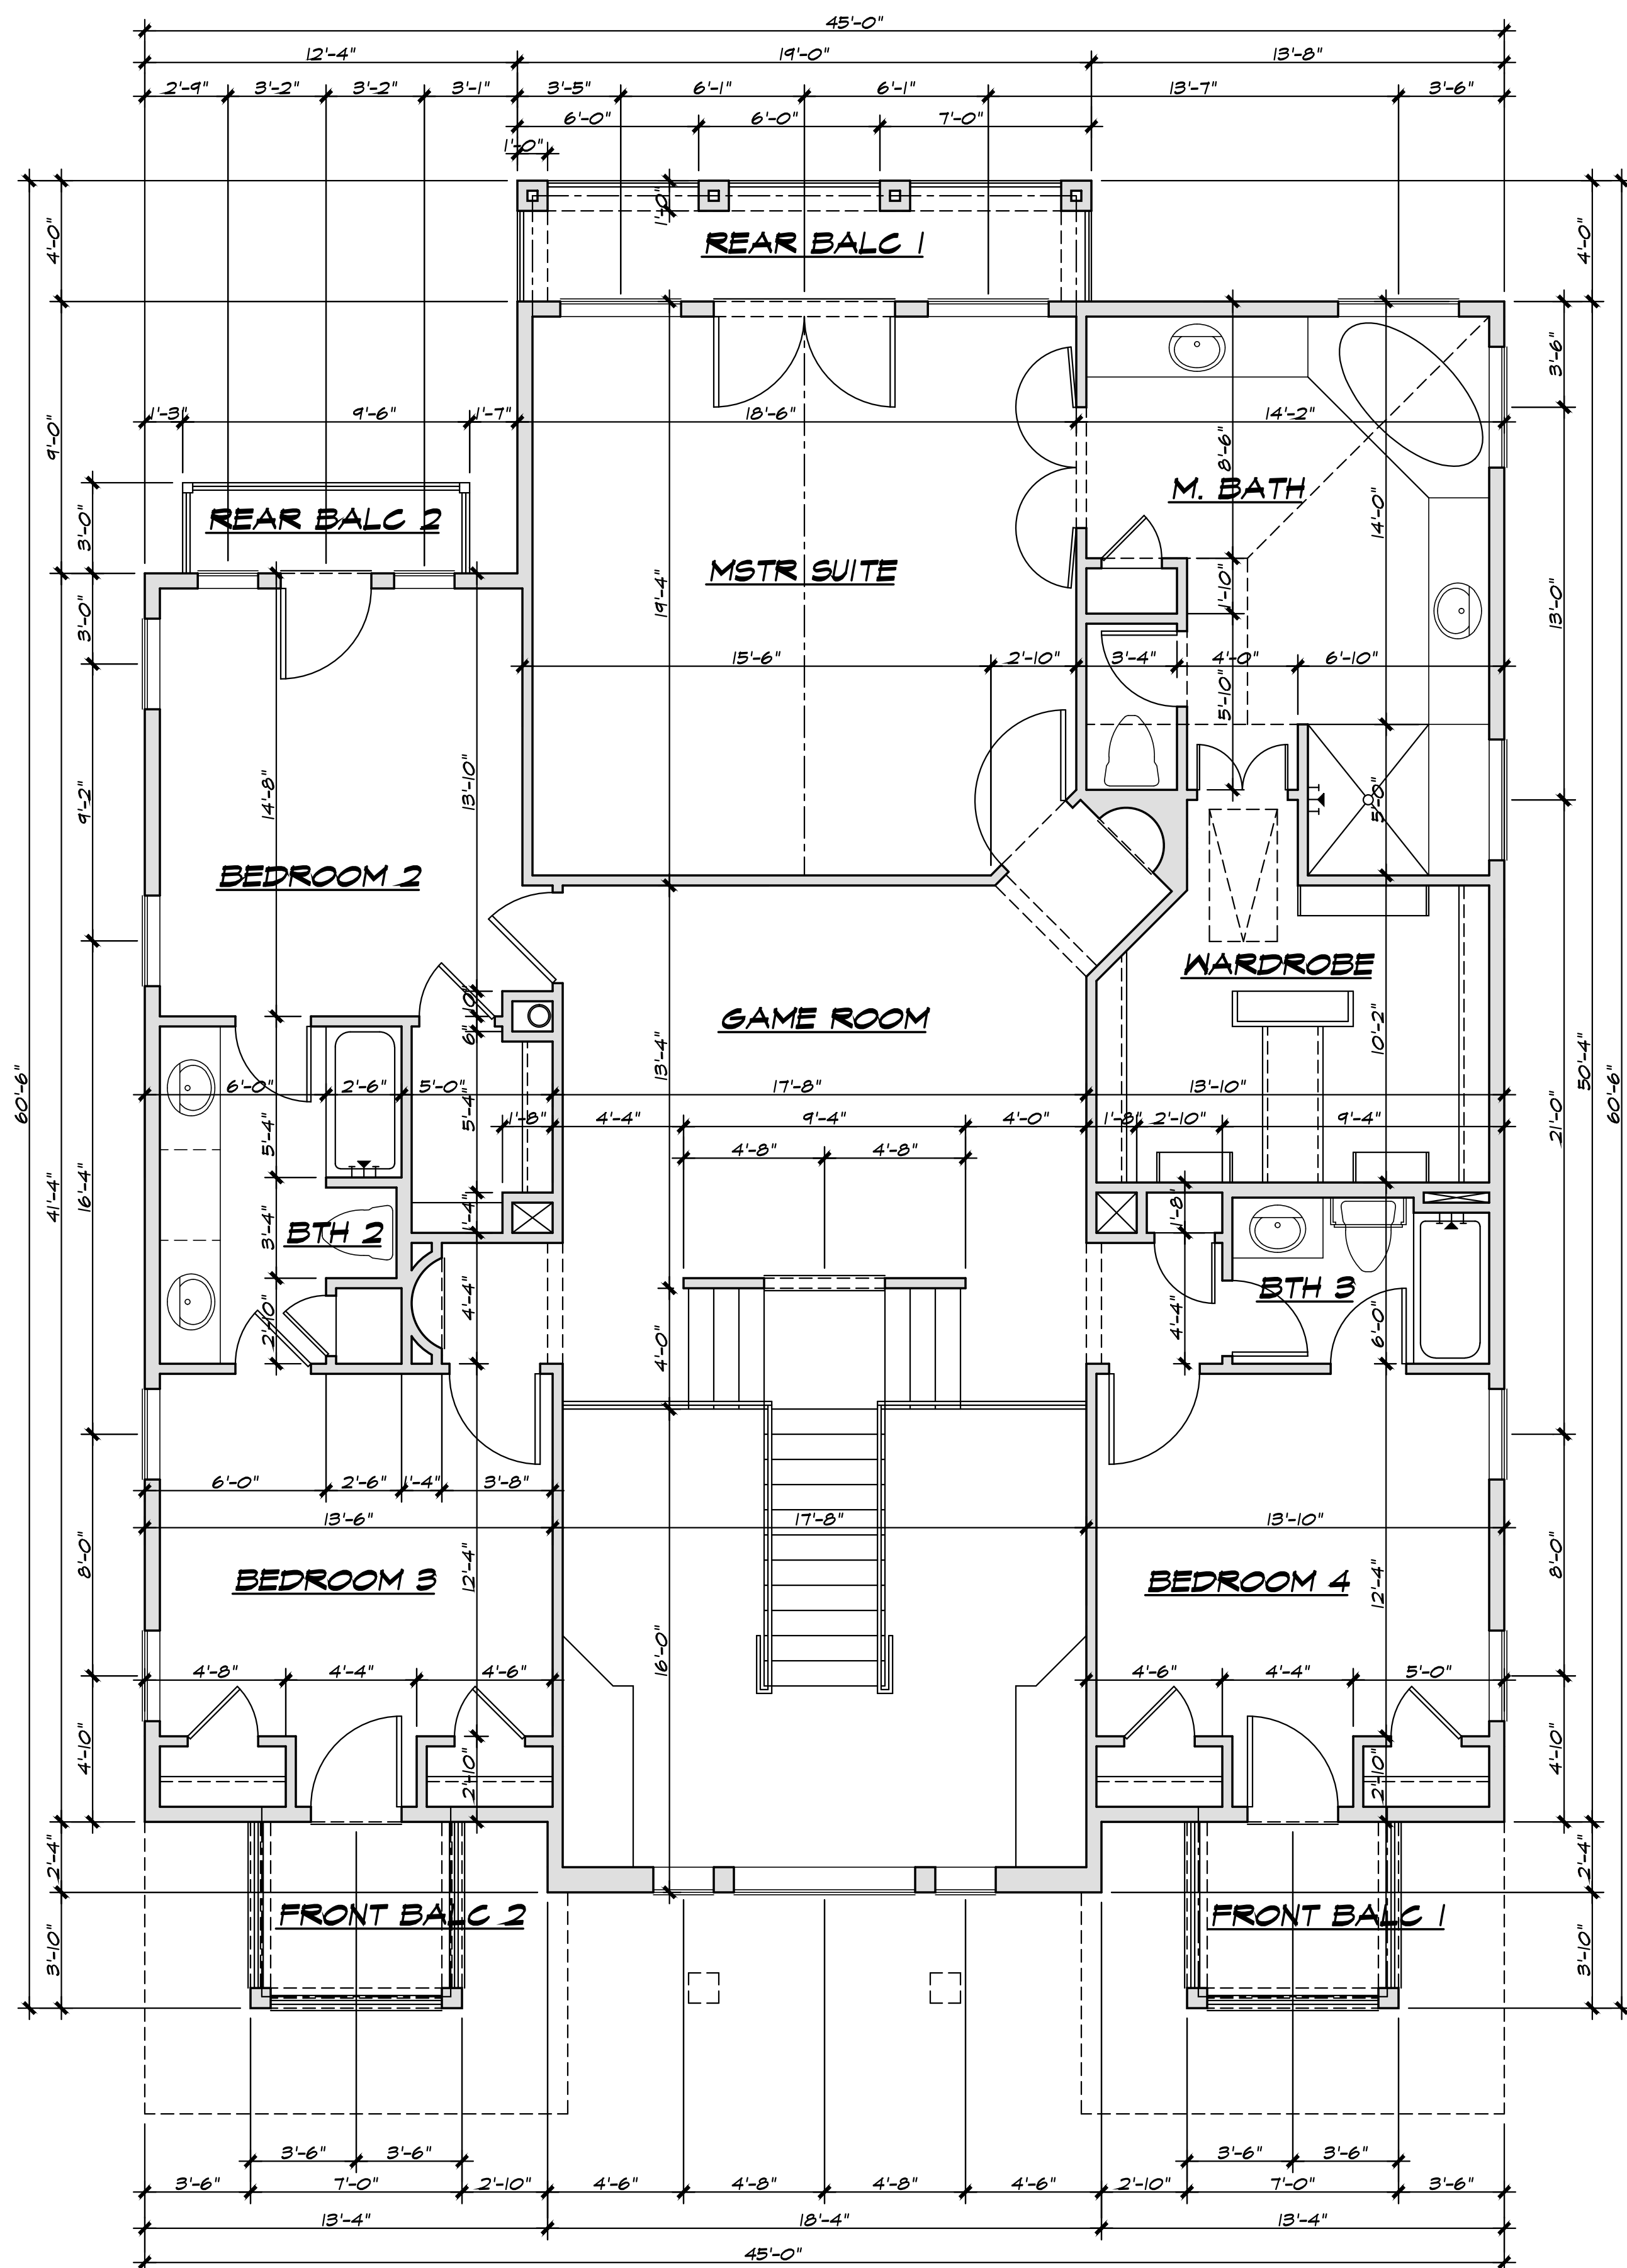 45'-0"
12'-4" 19'-0" 13'-8"
2'-9" 3'-2" 3'-2" 3'-1" 3'-5" 6'-1" 6'-1" 13'-7" 3'-6"
6'-0" 6'-0" 7'-0"
1'-0"
4'-0" 1'-0" 4'-0"
REAR BALC 1
3'-6"
1'-3" 9'-6" 1'-7" 18'-6" 14'-2"
9'-0" 8'-6"
M. BATH
REAR BALC 2 14'-0"
3'-0"
MSTR SUITE
3'-0" 19'-4" 1'-10" 13'-0"
15'-6" 2'-10" 3'-4" 4'-0" 6'-10"
5'-10"
9'-2" 14'-8" 13'-10" 5'-0"
BEDROOM 2
WARDROBE
10"
GAME ROOM
6" 10'-2"
13'-4" 50'-4"
60'-6" 6'-0" 2'-6" 5'-0" 17'-8" 13'-10" 60'-6"
5'-4" 5'-4" 1'-8" 4'-4" 9'-4" 4'-0" 1'-8" 2'-10" 9'-4" 21'-0"
4'-8" 4'-8"
41'-4" 16'-4"
3'-4" BTH 2 1'-4" 1'-8"
4'-4" BTH 3
2'-10" 4'-0" 4'-4" 6'-0"
6'-0" 2'-6" 1'-4" 3'-8"
13'-6" 17'-8" 13'-10"
8'-0" 12'-4" 12'-4" 8'-0"
BEDROOM 3 BEDROOM 4
16'-0"
4'-8" 4'-4" 4'-6" 4'-6" 4'-4" 5'-0"
4'-10" 2'-10" 2'-10" 4'-10"
2'-4" 2'-4"
FRONT BALC 2 FRONT BALC 1
3'-10" 3'-10"
3'-6" 3'-6" 3'-6" 3'-6"
3'-6" 7'-0" 2'-10" 4'-6" 4'-8" 4'-8" 4'-6" 2'-10" 7'-0" 3'-6"
13'-4" 18'-4" 13'-4"
45'-0"